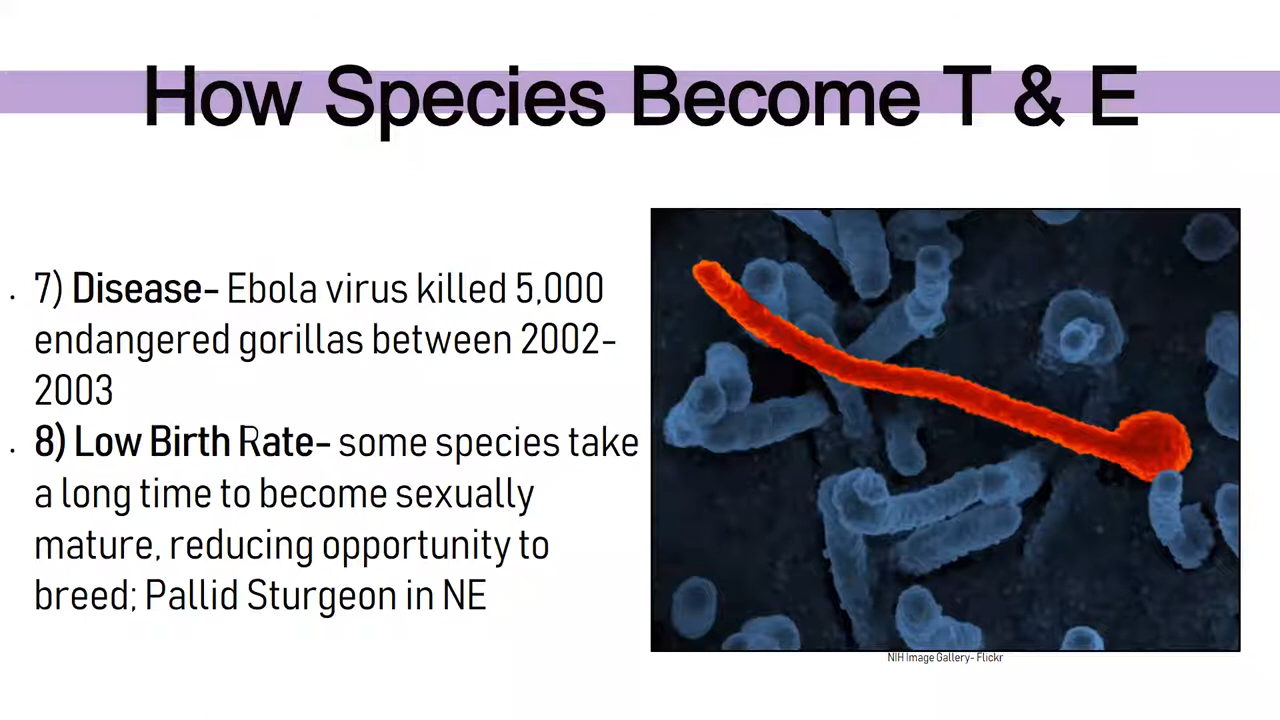 How Species Become T & E
. 7) Disease- Ebola virus killed 5,000
endangered gorillas between 2002-
2003
. 8) Low Birth Rate- some species take
a long time to become sexually
mature, reducing opportunity to
breed; Pallid Sturgeon in NE
NIH Image Gallery- Flickr